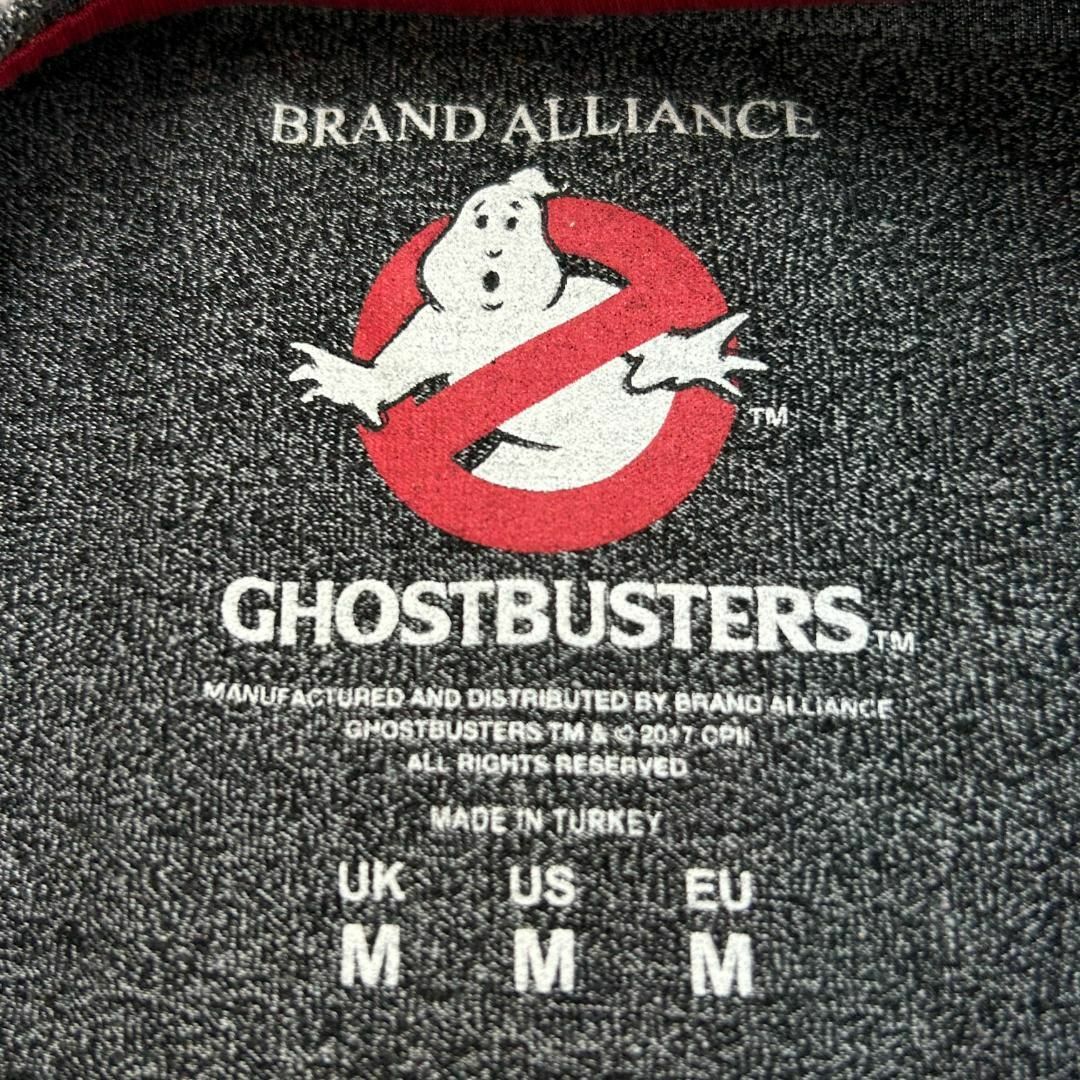 BRAND ALLIANCE
TM
GHOSTBUSTERS TM
MANUFACTURED AND DISTRIBUTED BY BRAND ALLIANCE
GHOSTBUSTERS TM & © 2017 CPII
ALL RIGHTS RESERVED
MADE IN TURKEY
UK US EU
M M M